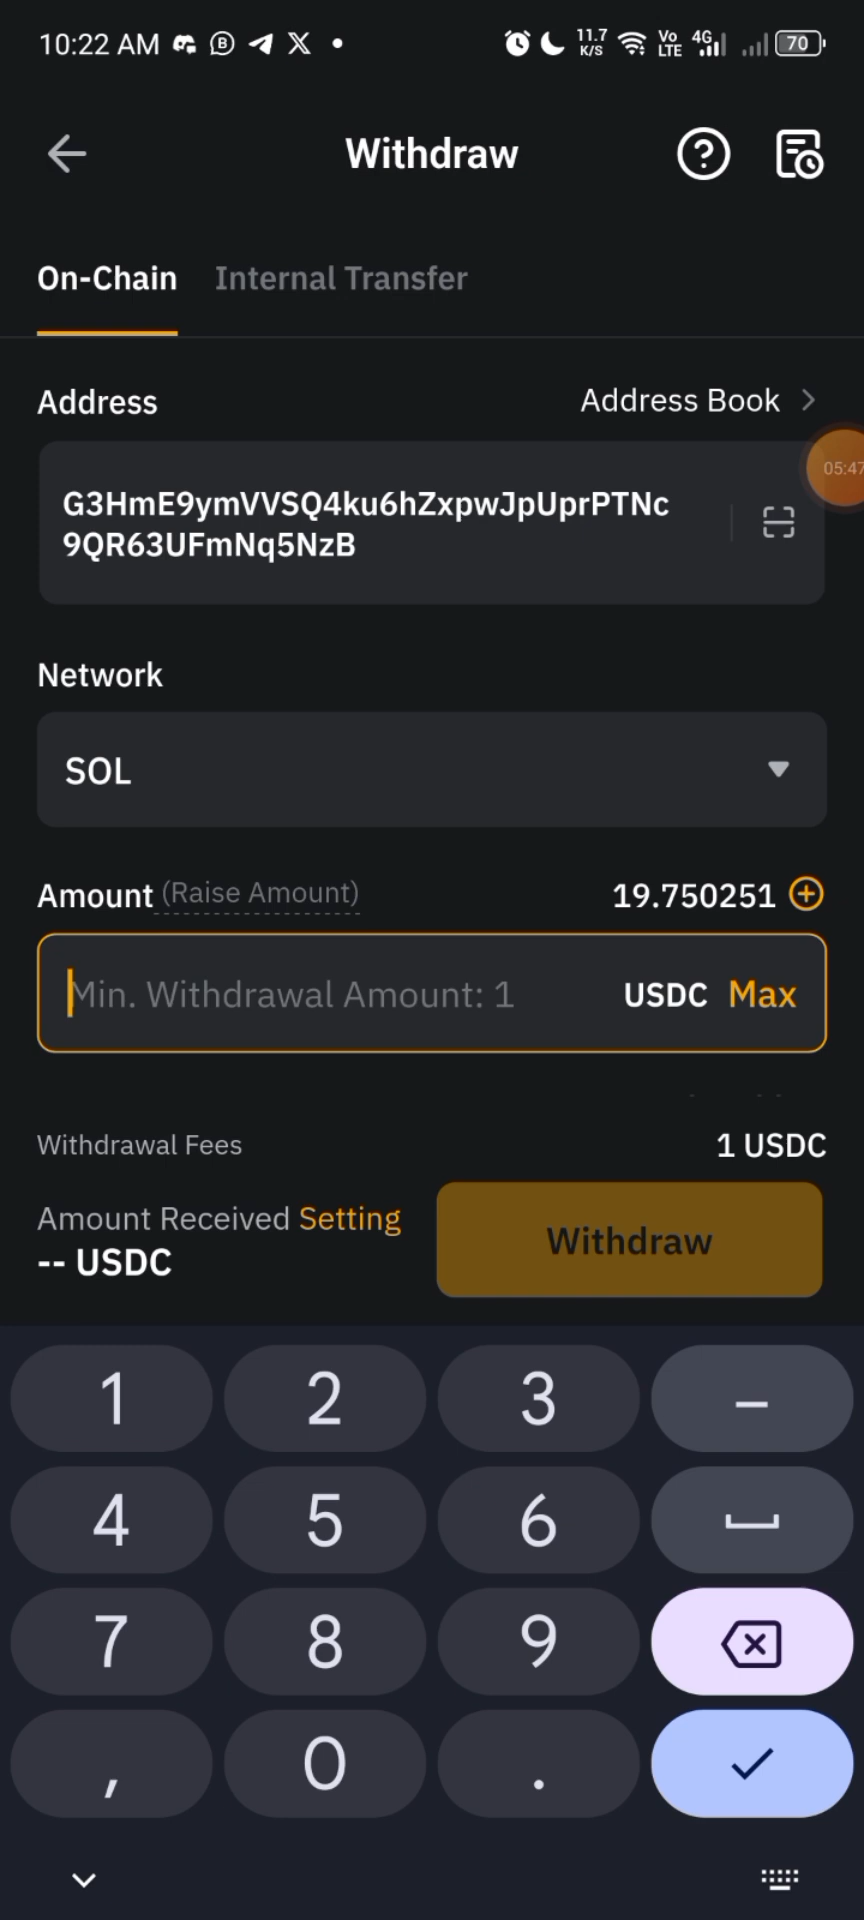 10:22 AM
11.7
K/S
Vo
LTE
4G
70
Withdraw
On-Chain
Internal Transfer
Address
Address Book
05:47
G3HmE9ymVVSQ4ku6hZxpwJpUprPTNc
9QR63UFmNq5NzB
Network
SOL
Amount (Raise Amount)
19.750251
Min. Withdrawal Amount: 1
USDC
Max
Withdrawal Fees
1 USDC
Amount Received Setting
-- USDC
Withdraw
1 2 3 –
4 5 6
7 8 9
, 0 .